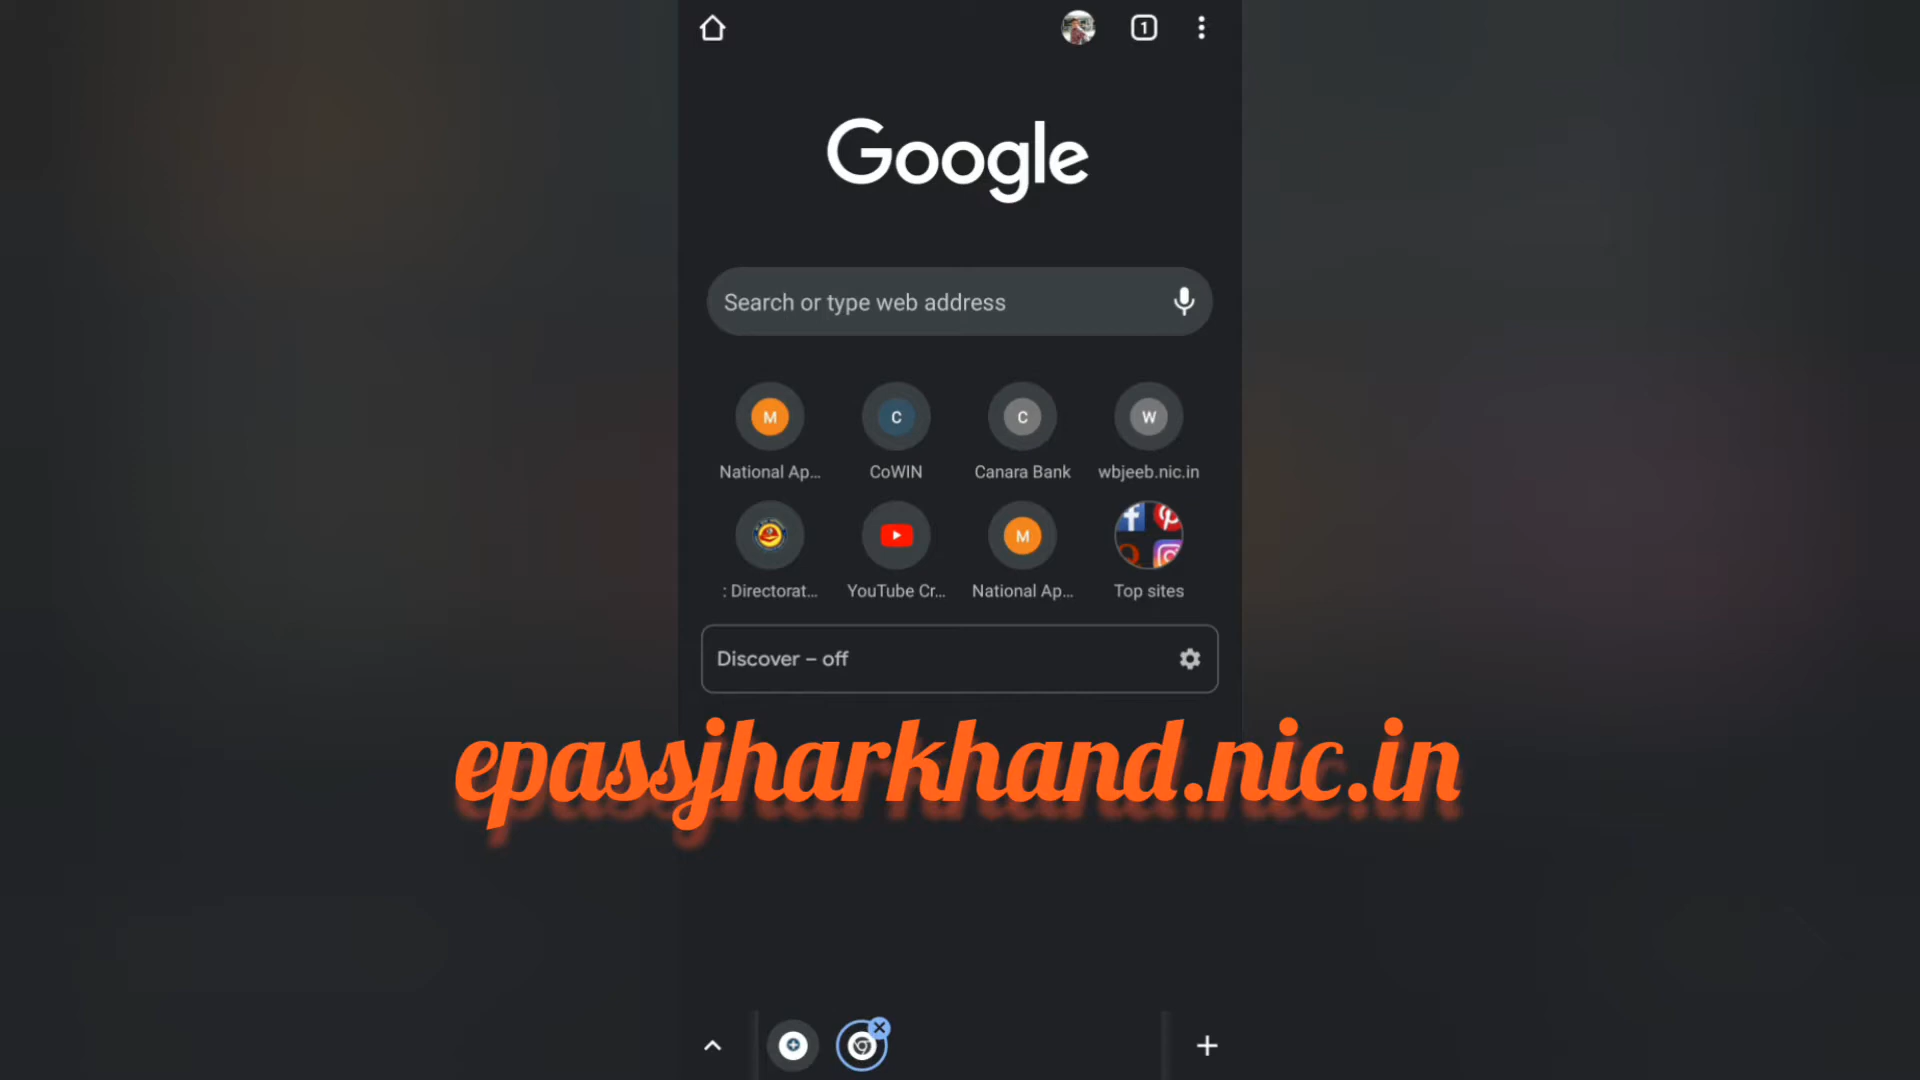 1
Google
Search or type web address
M C C W
National Ap... CoWIN Canara Bank wbjeeb.nic.in
M
: Directorat... YouTube Cr... National Ap... Top sites
Discover – off
epassjharkhand.nic.in